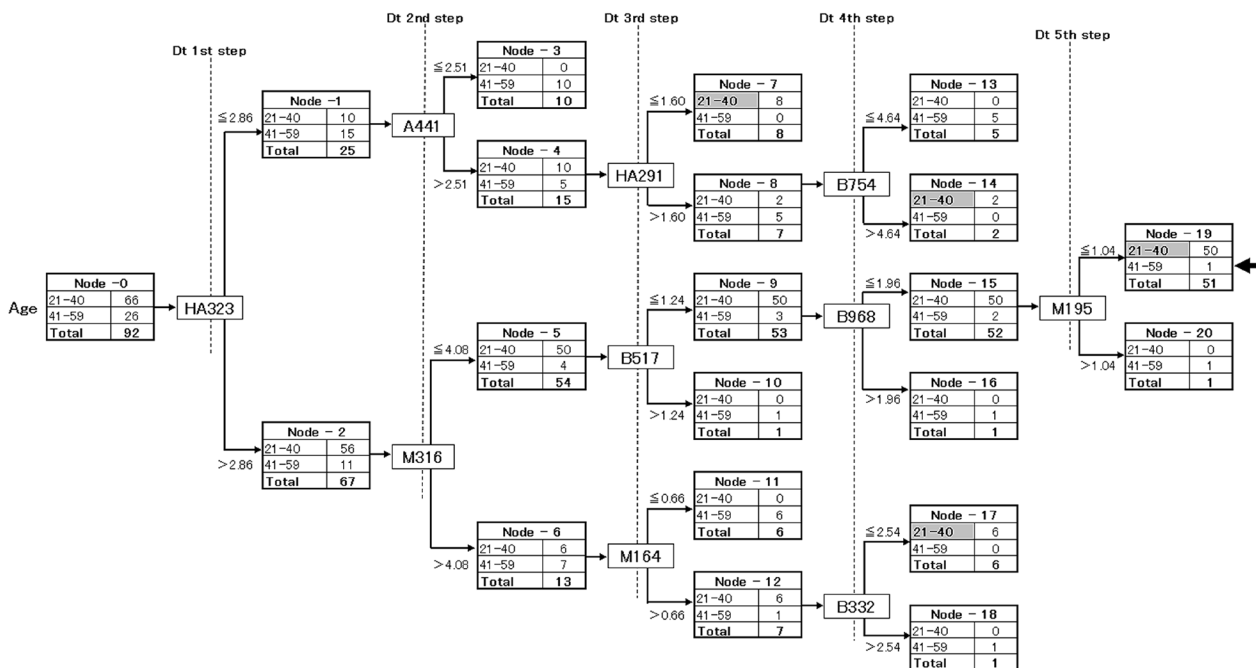 Dt 1st step
Dt 2nd step
Dt 3rd step
Dt 4th step
Dt 5th step
Age
Node -0
21-40 66
41-59 26
Total 92
HA323
≦2.86
>2.86
Node -1
21-40 10
41-59 15
Total 25
Node - 2
21-40 56
41-59 11
Total 67
A441
≦2.51
>2.51
M316
≦4.08
>4.08
Node - 3
21-40 0
41-59 10
Total 10
Node - 4
21-40 10
41-59 5
Total 15
Node - 5
21-40 50
41-59 4
Total 54
Node - 6
21-40 6
41-59 7
Total 13
HA291
≦1.60
>1.60
B517
≦1.24
>1.24
M164
≦0.66
>0.66
Node - 7
21-40 8
41-59 0
Total 8
Node - 8
21-40 2
41-59 5
Total 7
Node - 9
21-40 50
41-59 3
Total 53
Node - 10
21-40 0
41-59 1
Total 1
Node - 11
21-40 0
41-59 6
Total 6
Node - 12
21-40 6
41-59 1
Total 7
B754
≦4.64
>4.64
B968
≦1.96
>1.96
B332
≦2.54
>2.54
Node - 13
21-40 0
41-59 5
Total 5
Node - 14
21-40 2
41-59 0
Total 2
Node - 15
21-40 50
41-59 2
Total 52
Node - 16
21-40 0
41-59 1
Total 1
Node - 17
21-40 6
41-59 0
Total 6
Node - 18
21-40 0
41-59 1
Total 1
M195
≦1.04
>1.04
Node - 19
21-40 50
41-59 1
Total 51
Node - 20
21-40 0
41-59 1
Total 1